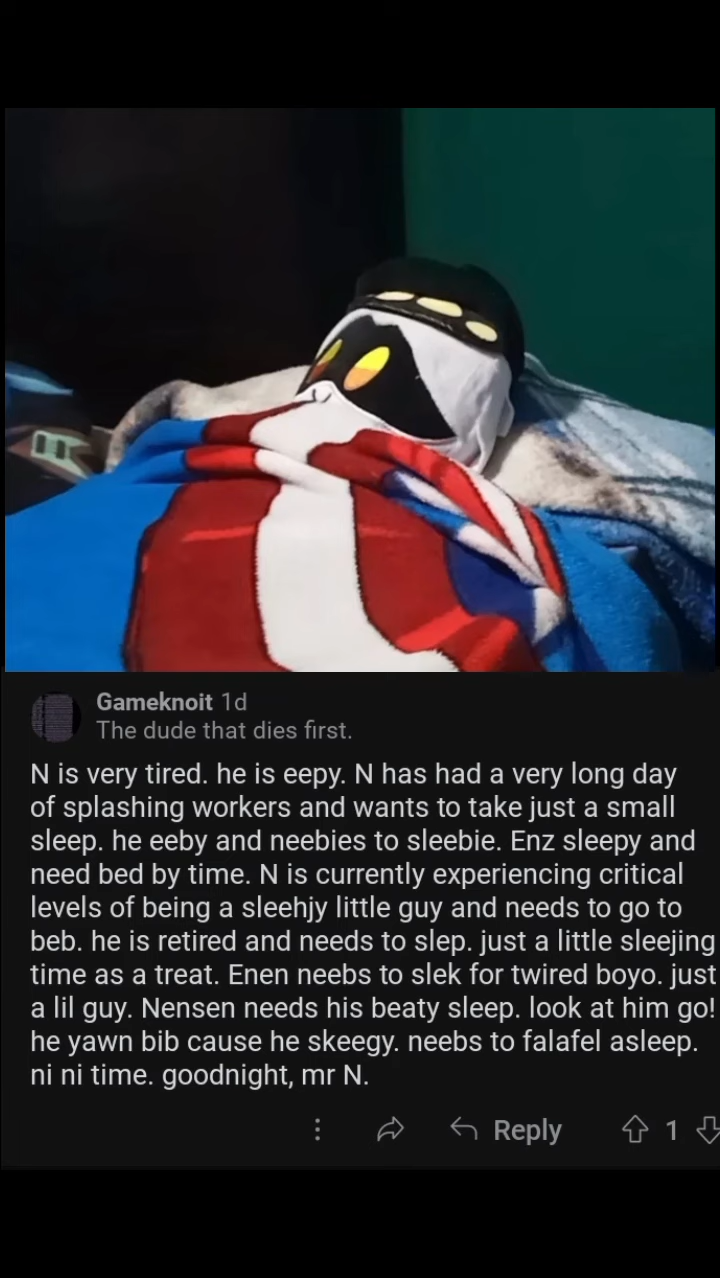 Gameknoit 1d
The dude that dies first.
N is very tired. he is eepy. N has had a very long day
of splashing workers and wants to take just a small
sleep. he eeby and neebies to sleebie. Enz sleepy and
need bed by time. N is currently experiencing critical
levels of being a sleehjy little guy and needs to go to
beb. he is retired and needs to slep. just a little sleejing
time as a treat. Enen neebs to slek for twired boyo. just
a lil guy. Nensen needs his beaty sleep. look at him go!
he yawn bib cause he skeegy. neebs to falafel asleep.
ni ni time. goodnight, mr N.
Reply 1